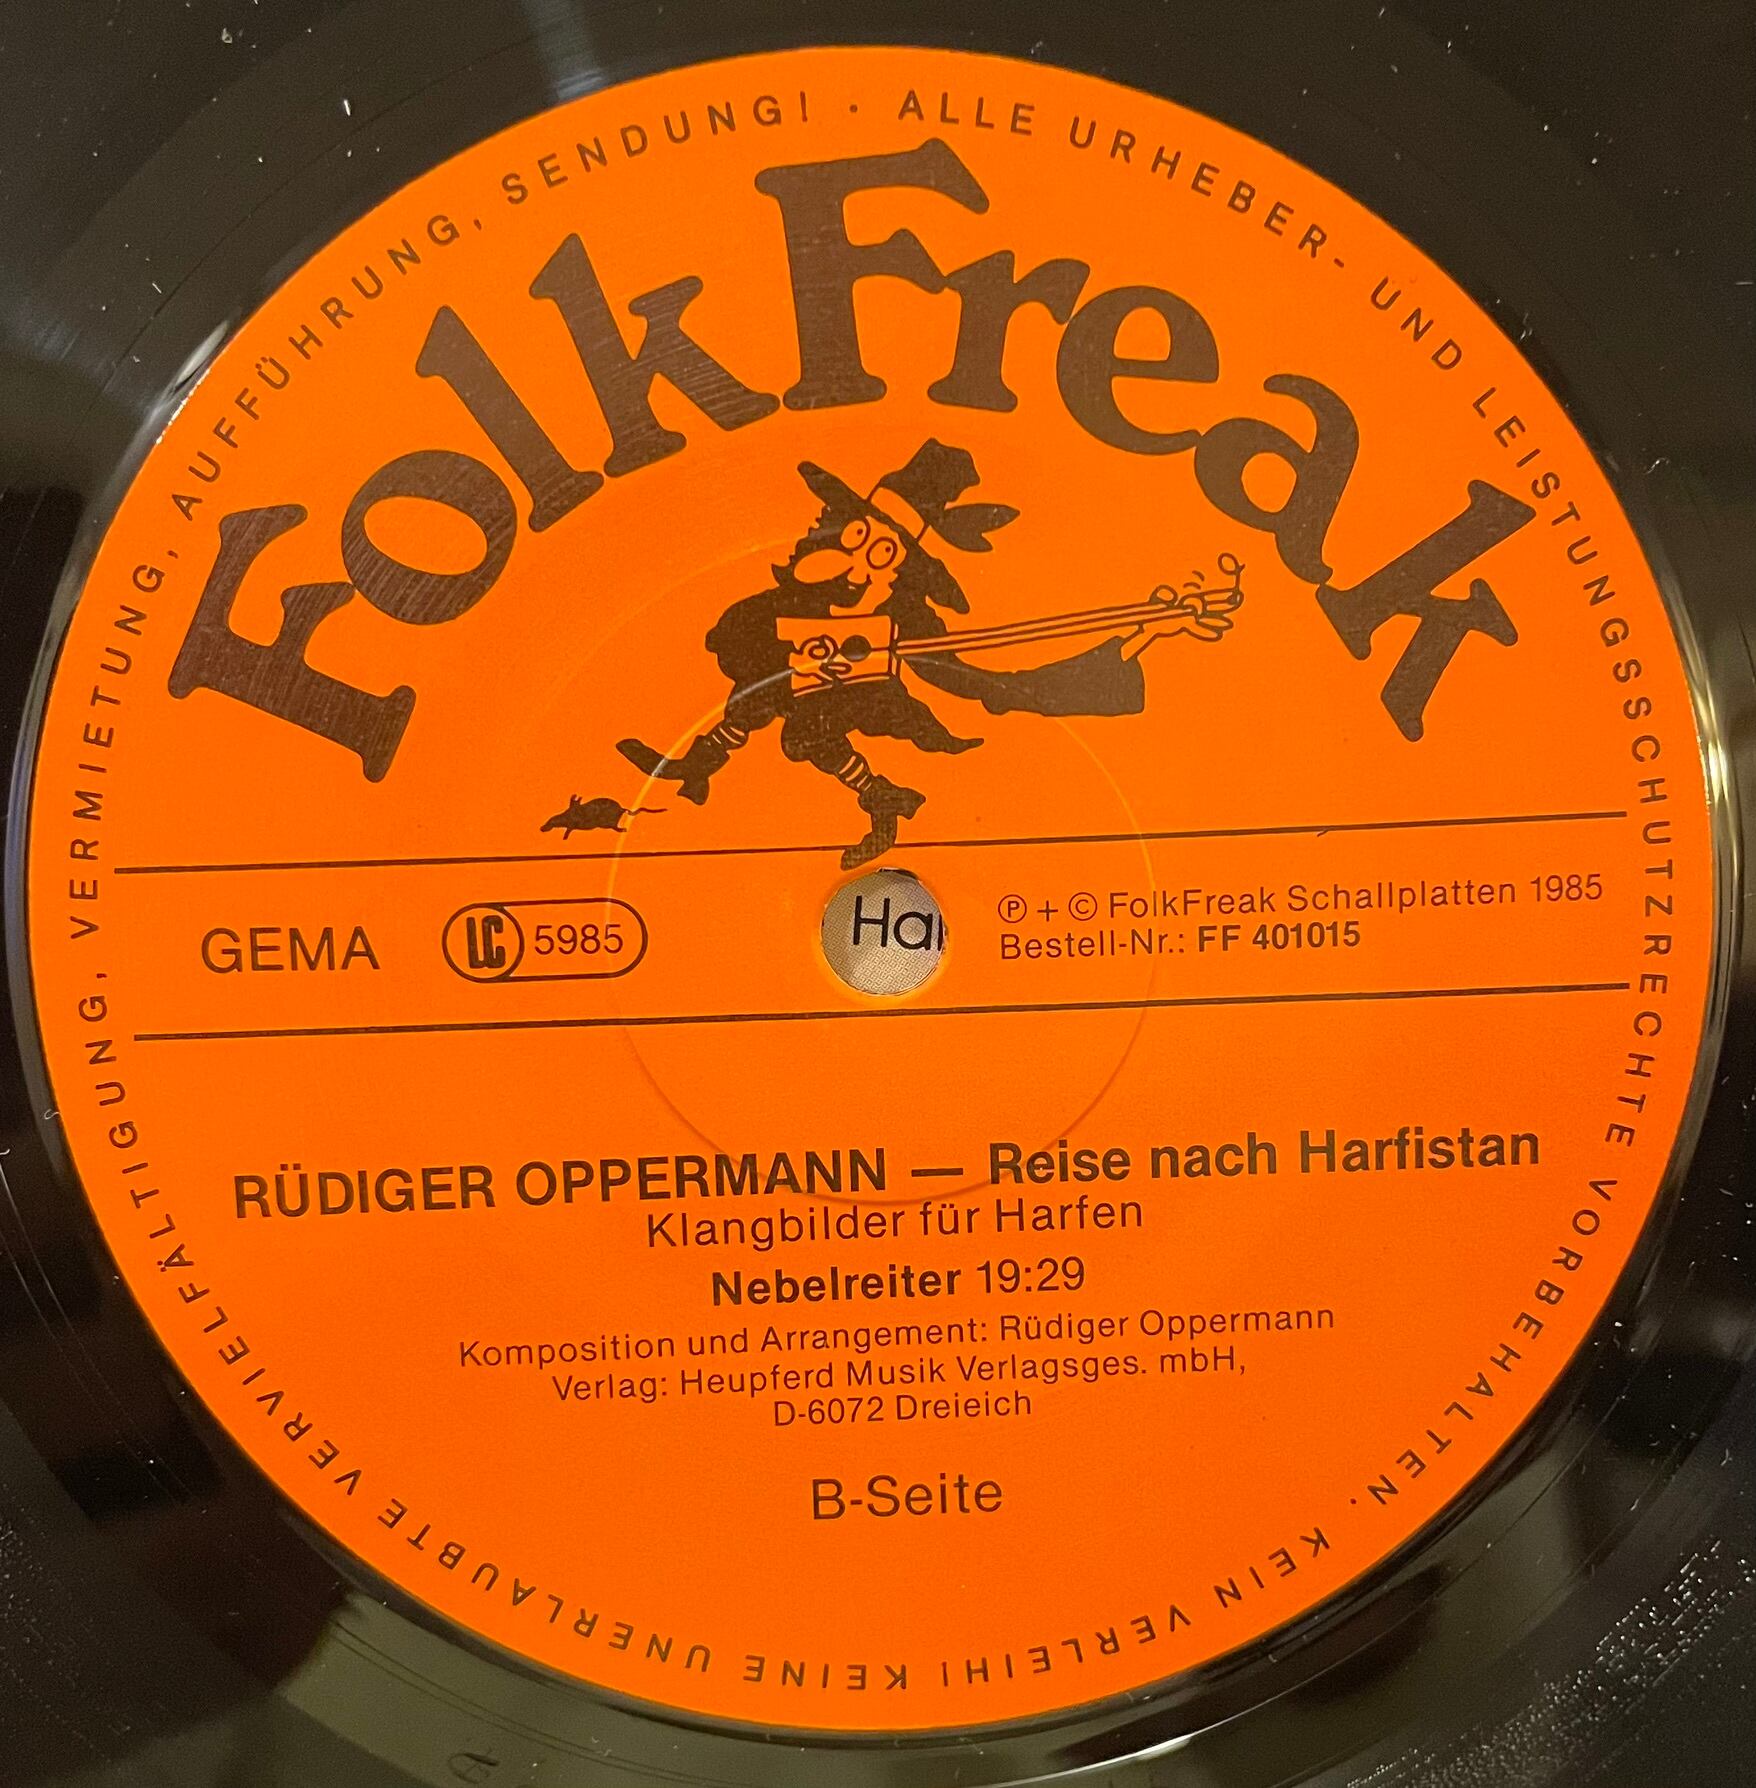 ALLE URHEBER- UND LEISTUNGSSCHUTZRECHTE VORBEHALTEN. KEIN VERLEIH! KEINE UNERLAUBTE VERVIELFÄLTIGUNG, VERMIETUNG, AUFFÜHRUNG, SENDUNG! ·
FolkFreak
GEMA
LC 5985
Har
℗ + © FolkFreak Schallplatten 1985
Bestell-Nr.: FF 401015
RÜDIGER OPPERMANN — Reise nach Harfistan
Klangbilder für Harfen
Nebelreiter 19:29
Komposition und Arrangement: Rüdiger Oppermann
Verlag: Heupferd Musik Verlagsges. mbH,
D-6072 Dreieich
B-Seite